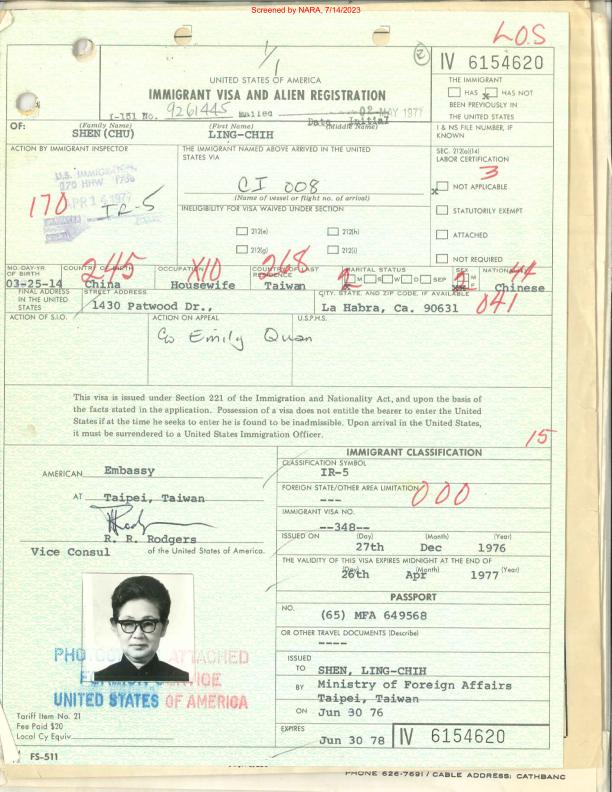 Screened by NARA, 7/14/2023
LOS
1/1
IV 6154620
UNITED STATES OF AMERICA
IMMIGRANT VISA AND ALIEN REGISTRATION
THE IMMIGRANT
HAS HAS NOT
BEEN PREVIOUSLY IN
THE UNITED STATES
I-151 No. 9261445 Mailed 02 MAY 1977
Date Initial
OF: (Family Name) (First Name) (Middle Name)
SHEN(CHU) LING-CHIH
I & NS FILE NUMBER, IF
KNOWN
ACTION BY IMMIGRANT INSPECTOR
THE IMMIGRANT NAMED ABOVE ARRIVED IN THE UNITED
STATES VIA
SEC. 212(a)(14)
LABOR CERTIFICATION
3
U.S. IMMIGRATION
170 HHW 1736
APR 15 1977
170 IR-5
CI 008
(Name of vessel or flight no. of arrival)
x NOT APPLICABLE
STATUTORILY EXEMPT
ATTACHED
NOT REQUIRED
INELIGIBILITY FOR VISA WAIVED UNDER SECTION
212(e) 212(h)
212(g) 212(i)
MO.-DAY-YR. OF BIRTH COUNTRY OF BIRTH OCCUPATION COUNTRY OF LAST RESIDENCE MARITAL STATUS SEX NATIONALITY
245 X10 268 2 2 44
M S W D SEP M F
03-25-14 China Housewife Taiwan Chinese
FINAL ADDRESS IN THE UNITED STATES STREET ADDRESS CITY, STATE, AND ZIP CODE, IF AVAILABLE
1430 Patwood Dr., La Habra, Ca. 90631 041
ACTION OF S.I.O. ACTION ON APPEAL U.S.P.H.S.
c/o Emily Quan
This visa is issued under Section 221 of the Immigration and Nationality Act, and upon the basis of
the facts stated in the application. Possession of a visa does not entitle the bearer to enter the United
States if at the time he seeks to enter he is found to be inadmissible. Upon arrival in the United States,
it must be surrendered to a United States Immigration Officer.
15
AMERICAN Embassy
AT Taipei, Taiwan
R. R. Rodgers
Vice Consul of the United States of America.
IMMIGRANT CLASSIFICATION
CLASSIFICATION SYMBOL
IR-5
FOREIGN STATE/OTHER AREA LIMITATION
--- 000
IMMIGRANT VISA NO.
--348--
ISSUED ON (Day) (Month) (Year)
27th Dec 1976
THE VALIDITY OF THIS VISA EXPIRES MIDNIGHT AT THE END OF
(Day) (Month) (Year)
26th Apr 1977
PASSPORT
NO. (65) MFA 649568
OR OTHER TRAVEL DOCUMENTS (Describe)
----
ISSUED
TO SHEN, LING-CHIH
BY Ministry of Foreign Affairs
Taipei, Taiwan
ON Jun 30 76
EXPIRES Jun 30 78
IV 6154620
ATTACHED
UNITED STATES OF AMERICA
Tariff Item No. 21
Fee Paid $20
Local Cy Equiv.
FS-511
PHONE 626-7691 / CABLE ADDRESS: CATHBANC